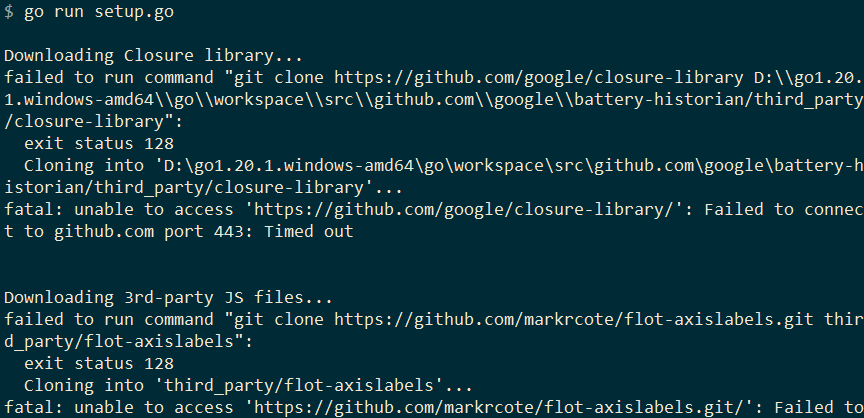 $ go run setup.go
Downloading Closure library...
failed to run command "git clone https://github.com/google/closure-library D:\\go1.20.
1.windows-amd64\\go\\workspace\\src\\github.com\\google\\battery-historian/third_party
/closure-library":
  exit status 128
  Cloning into 'D:\go1.20.1.windows-amd64\go\workspace\src\github.com\google\battery-h
istorian/third_party/closure-library'...
fatal: unable to access 'https://github.com/google/closure-library/': Failed to connec
t to github.com port 443: Timed out
Downloading 3rd-party JS files...
failed to run command "git clone https://github.com/markrcote/flot-axislabels.git thir
d_party/flot-axislabels":
  exit status 128
  Cloning into 'third_party/flot-axislabels'...
fatal: unable to access 'https://github.com/markrcote/flot-axislabels.git/': Failed to